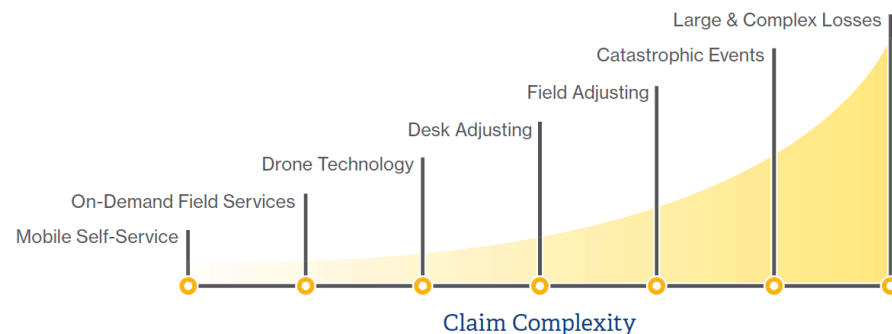 Large & Complex Losses
Catastrophic Events
Field Adjusting
Desk Adjusting
Drone Technology
On-Demand Field Services
Mobile Self-Service
Claim Complexity